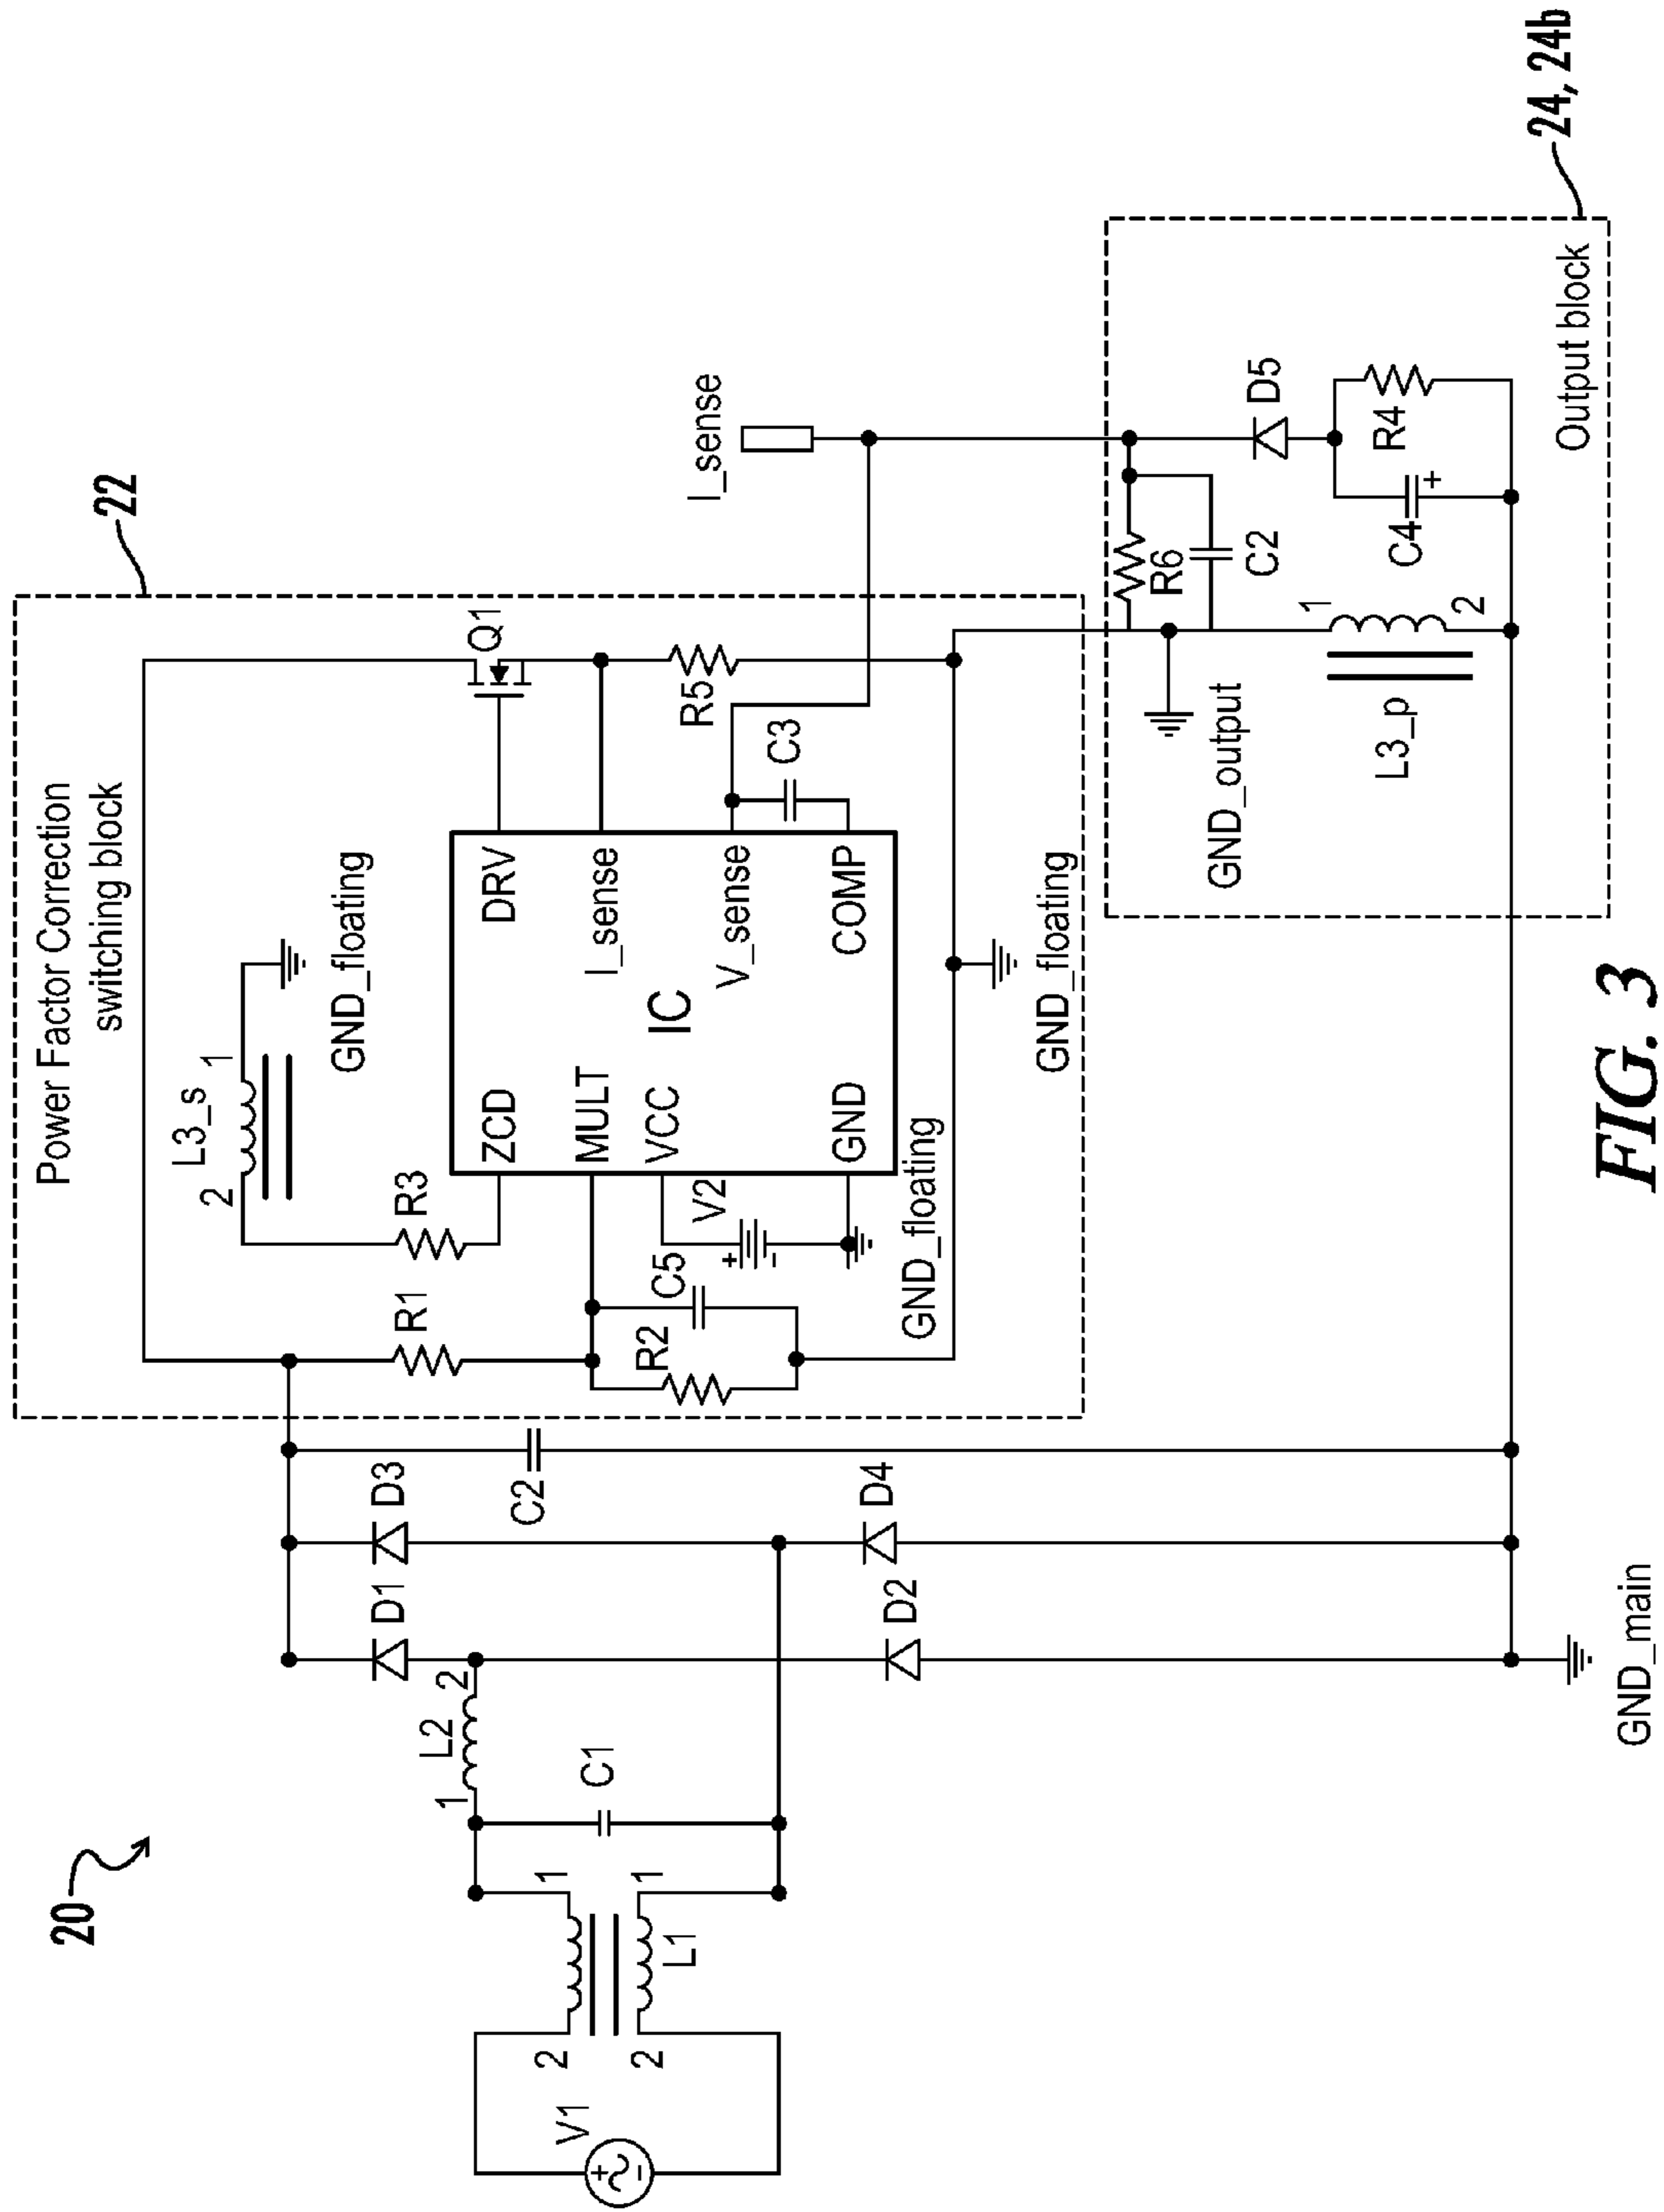 20
22
Power Factor Correction
switching block
L3_s
2
1
GND_floating
R3
R1
Q1
ZCD
DRV
MULT
I_sense
VCC
IC
V_sense
GND
COMP
V2
+
-
C5
R2
GND_floating
R5
C3
GND_floating
I_sense
V1
+
-
2
1
2
1
L1
C1
1
L2
2
D1
D3
C2
D2
D4
GND_main
R6
C2
GND_output
D5
1
2
L3_p
C4
+
R4
Output block
24, 24b
FIG. 3